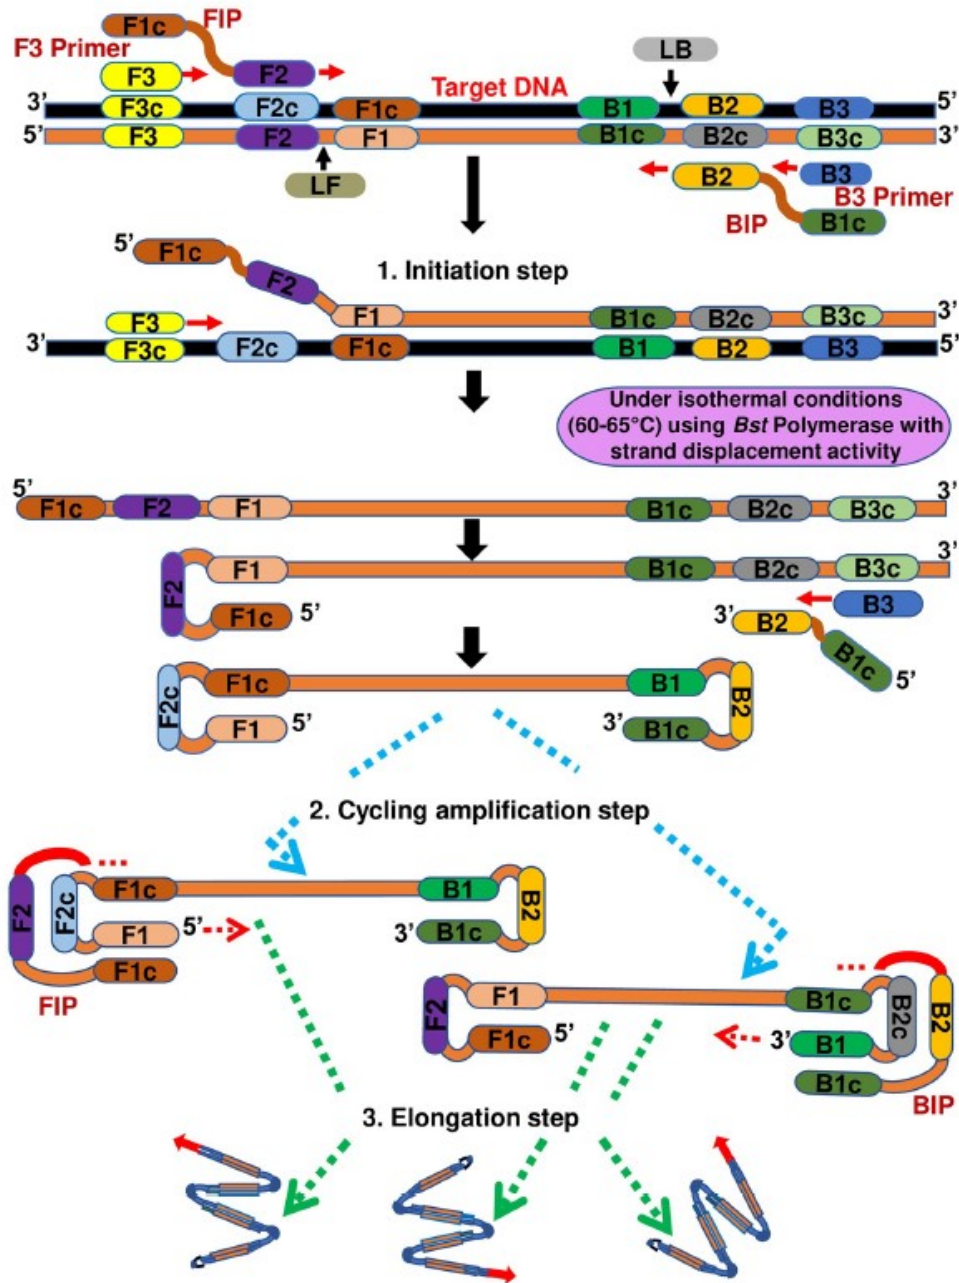 F1c FIP
F3 Primer
F3 F2
LB
Target DNA
3’ F3c F2c F1c B1 B2 B3 5’
5’ F3 F2 F1 B1c B2c B3c 3’
LF
B2 B3
B3 Primer
BIP B1c
5’ F1c
1. Initiation step
F2
F1 B1c B2c B3c 3’
F3
3’ F3c F2c F1c B1 B2 B3 5’
Under isothermal conditions
(60-65°C) using Bst Polymerase with
strand displacement activity
5’ 3’
F1c F2 F1 B1c B2c B3c
3’
F2 F1 B1c B2c B3c
F1c 5’
B3
3’ B2
B1c 5’
F2c F1c B1 B2
F1 5’ 3’ B1c
2. Cycling amplification step
F2 F2c F1c B1 B2
F1 5’ 3’ B1c
F1c
FIP
F2 F1 B1c B2c B2
F1c 5’ 3’ B1
B1c
BIP
3. Elongation step